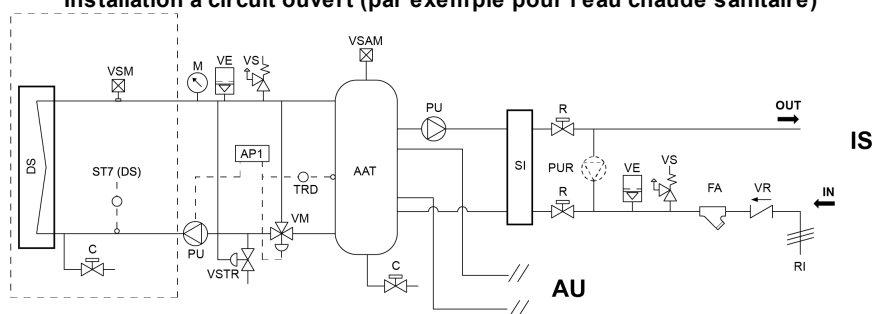 Installation à circuit ouvert (par exemple pour l'eau chaude sanitaire)
VSM
M
VE
VS
VSAM
PU
R
OUT
IS
DS
ST7 (DS)
AP1
TRD
AAT
SI
PUR
VE
VS
FA
VR
IN
R
C
PU
VSTR
VM
C
RI
AU